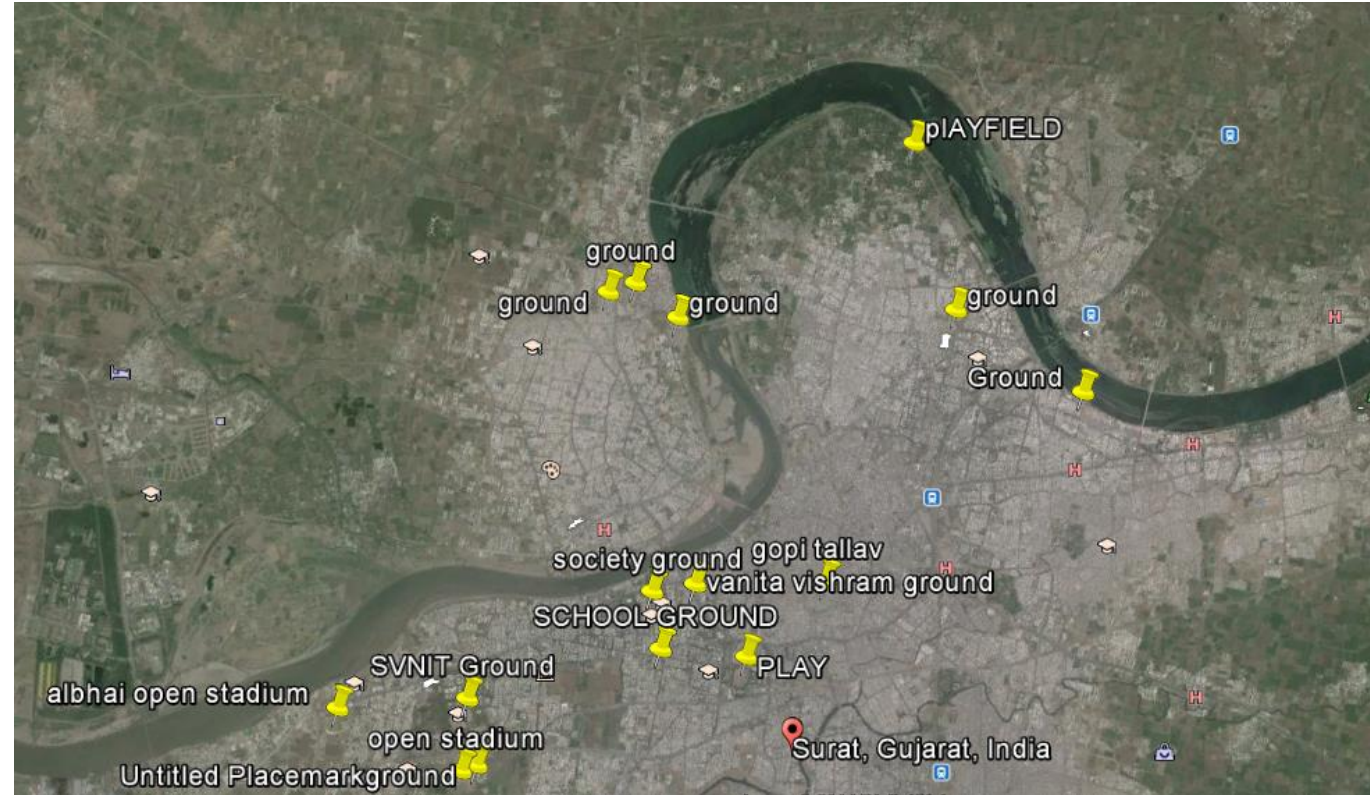 plAYFIELD
ground
ground
ground
ground
Ground
society ground
gopi tallav
vanita vishram ground
SCHOOL GROUND
SVNIT Ground
PLAY
albhai open stadium
open stadium
Surat, Gujarat, India
Untitled Placemarkground
H
H
H
H
H
H